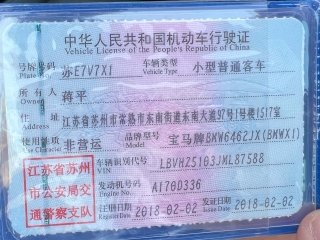 中华人民共和国机动车行驶证
Vehicle License of the People's Republic of China
号牌号码 苏E7V7X1 车辆类型 小型普通客车
Plate No. Vehicle Type
所有人 蒋平
Owner
住址 江苏省苏州市常熟市东南街道东南大道97号1号楼1517室
Address
使用性质 非营运 品牌型号 宝马牌BMW6462JX(BMWX1)
Use Character Model
车辆识别代号 LBVHZ5103JML87588
VIN
发动机号码 A170D336
Engine No.
注册日期 2018-02-02 发证日期 2018-02-02
Register Date Issue Date
江苏省苏州
市公安局交
通警察支队